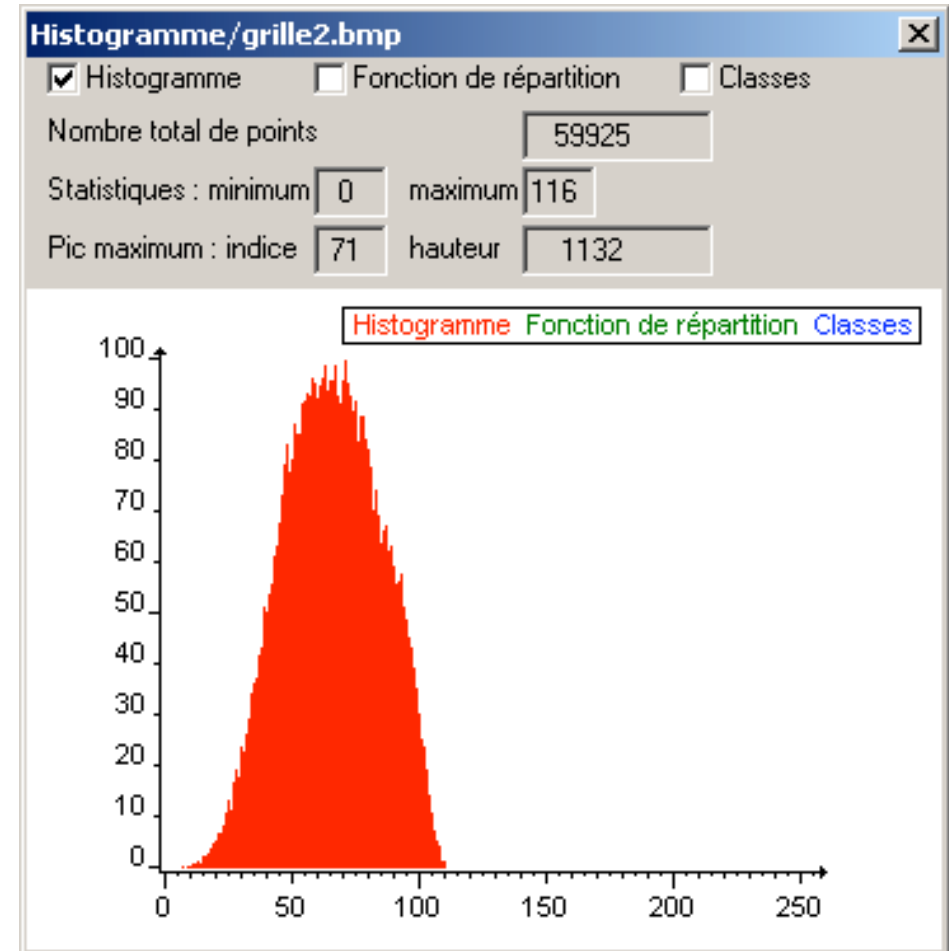 Histogramme/grille2.bmp
Histogramme Fonction de répartition Classes
Nombre total de points 59925
Statistiques : minimum 0 maximum 116
Pic maximum : indice 71 hauteur 1132
Histogramme Fonction de répartition Classes
100
90
80
70
60
50
40
30
20
10
0
0 50 100 150 200 250